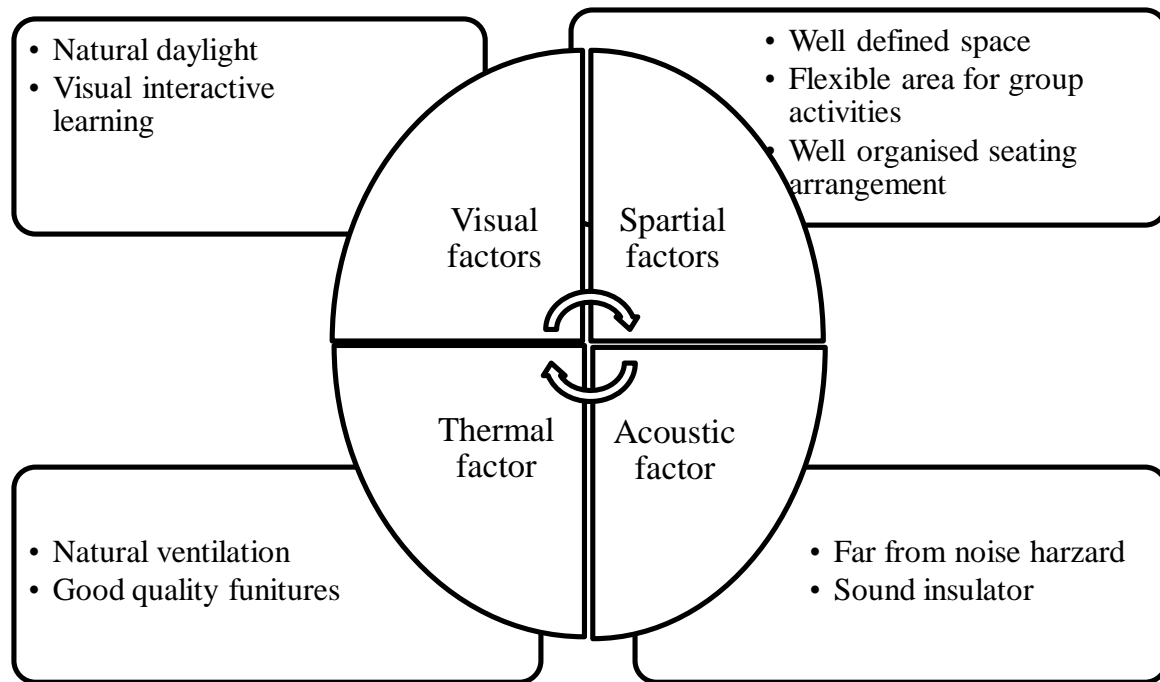 • Natural daylight
• Visual interactive
learning
• Well defined space
• Flexible area for group
activities
• Well organised seating
arrangement
Visual
factors
Spartial
factors
Thermal
factor
Acoustic
factor
• Natural ventilation
• Good quality funitures
• Far from noise harzard
• Sound insulator